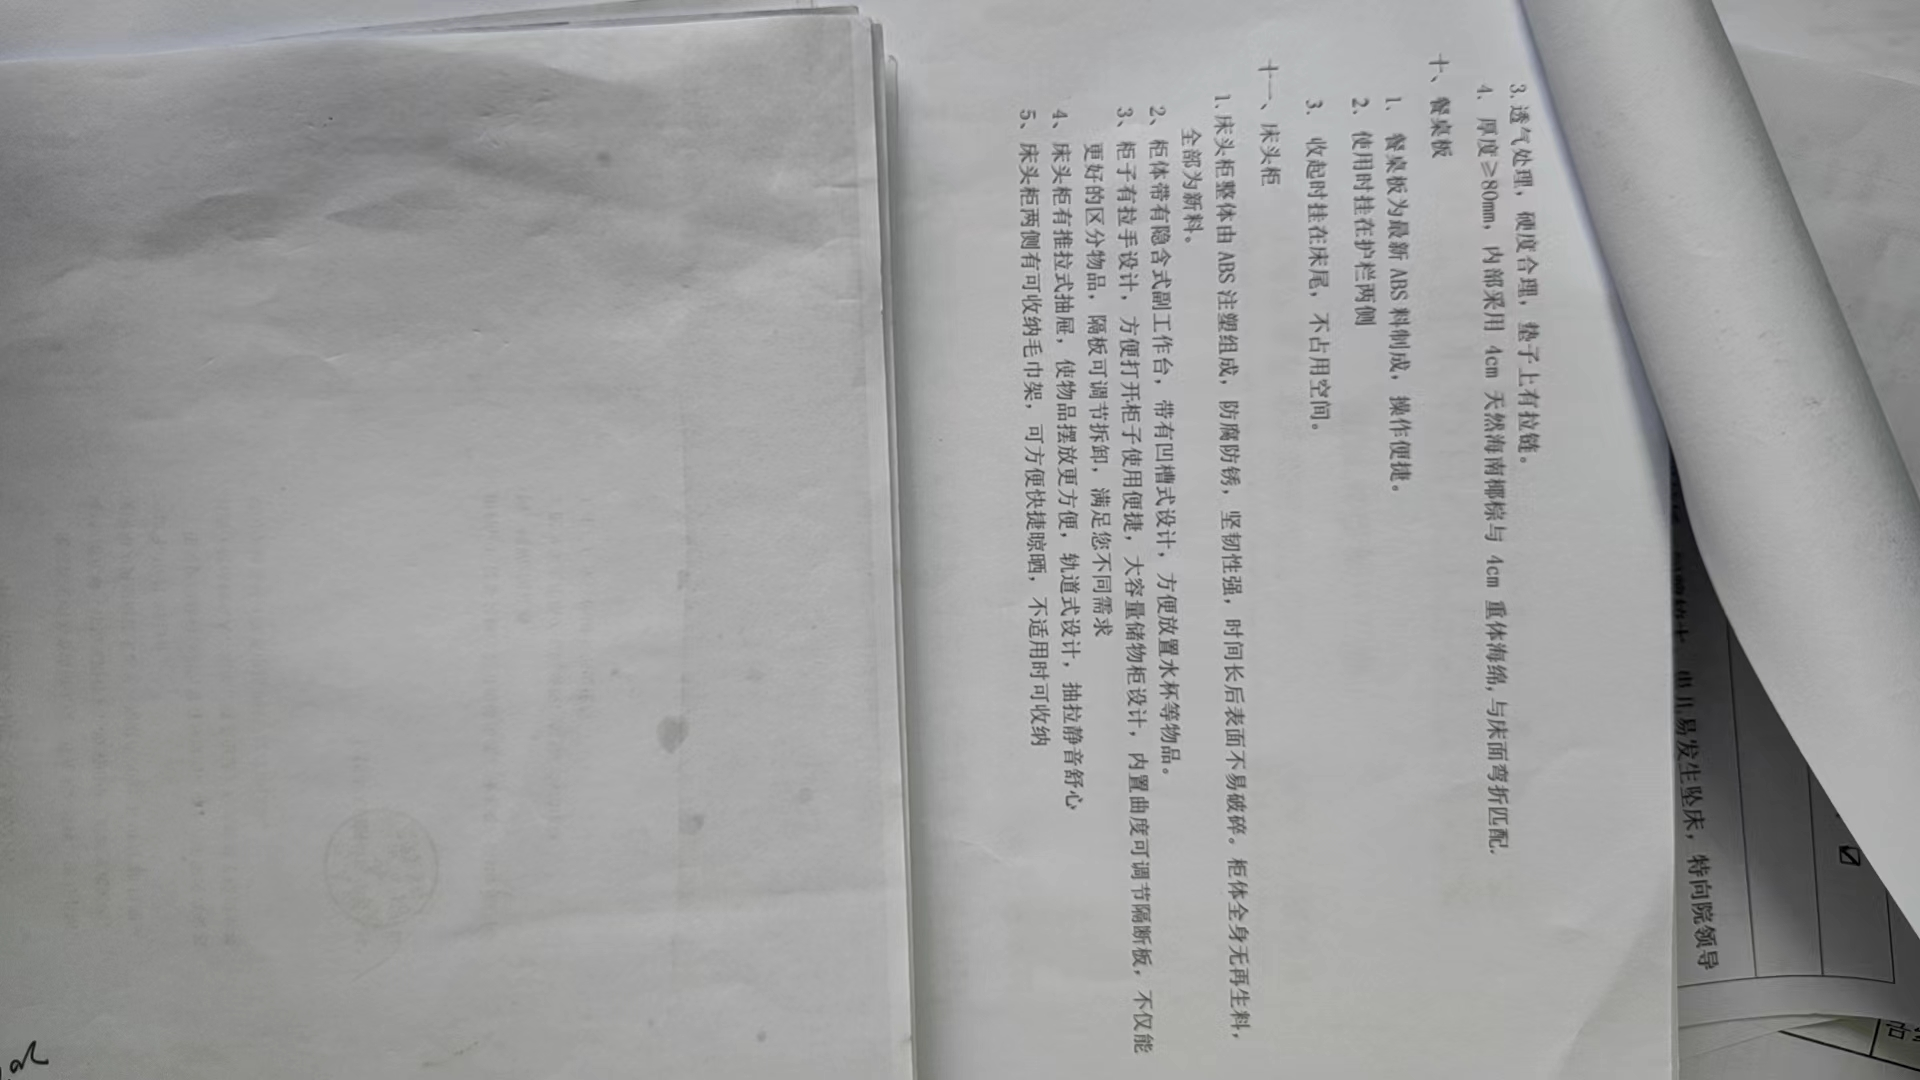 3. 透气处理，硬度合理，垫子上有拉链。
4. 厚度≥80mm，内部采用 4cm 天然海南椰棕与 4cm 重体海绵,与床面弯折匹配.
十、餐桌板
1. 餐桌板为最新 ABS 料制成，操作便捷。
2、使用时挂在护栏两侧
3. 收起时挂在床尾，不占用空间。
十一、床头柜
1. 床头柜整体由 ABS 注塑组成，防腐防锈，坚韧性强，时间长后表面不易破碎。柜体全身无再生料，
全部为新料。
2、柜体带有隐含式副工作台，带有凹槽式设计，方便放置水杯等物品。
3、柜子有拉手设计，方便打开柜子使用便捷，大容量储物柜设计，内置曲度可调节隔断板，不仅能
更好的区分物品，隔板可调节拆卸，满足您不同需求
4、床头柜有推拉式抽屉，使物品摆放更方便，轨道式设计，抽拉静音舒心
5、床头柜两侧有可收纳毛巾架，可方便快捷晾晒，不适用时可收纳
易发生坠床，特向院领导